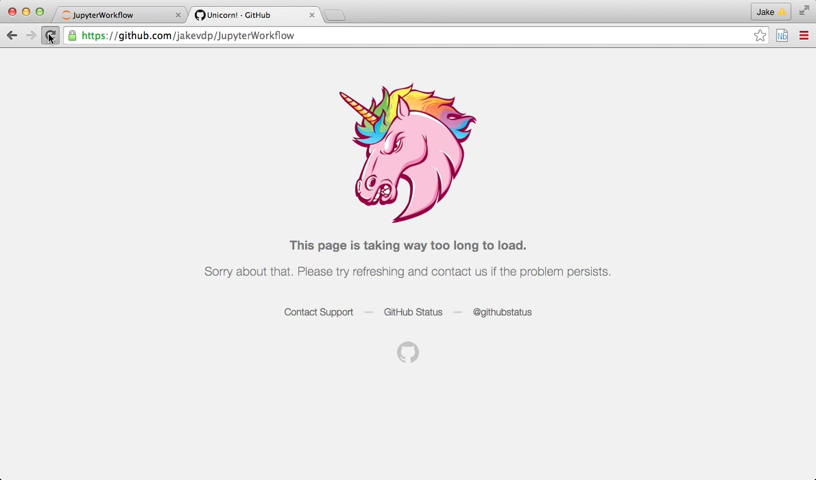 JupyterWorkflow
Unicorn! · GitHub
Jake
https://github.com/jakevdp/JupyterWorkflow
Nb
This page is taking way too long to load.
Sorry about that. Please try refreshing and contact us if the problem persists.
Contact Support — GitHub Status — @githubstatus